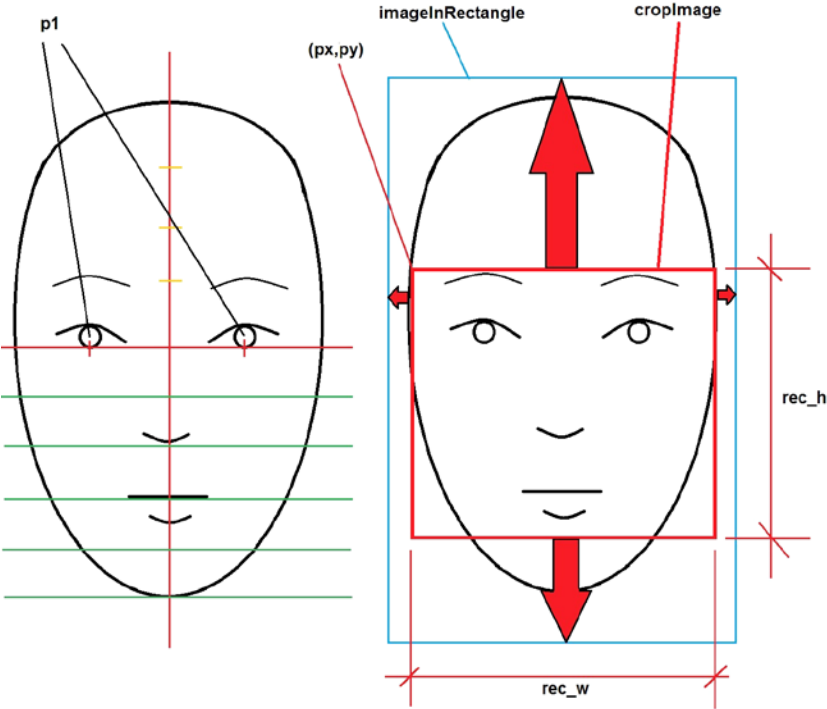 p1
imageInRectangle
cropImage
(px,py)
rec_h
rec_w